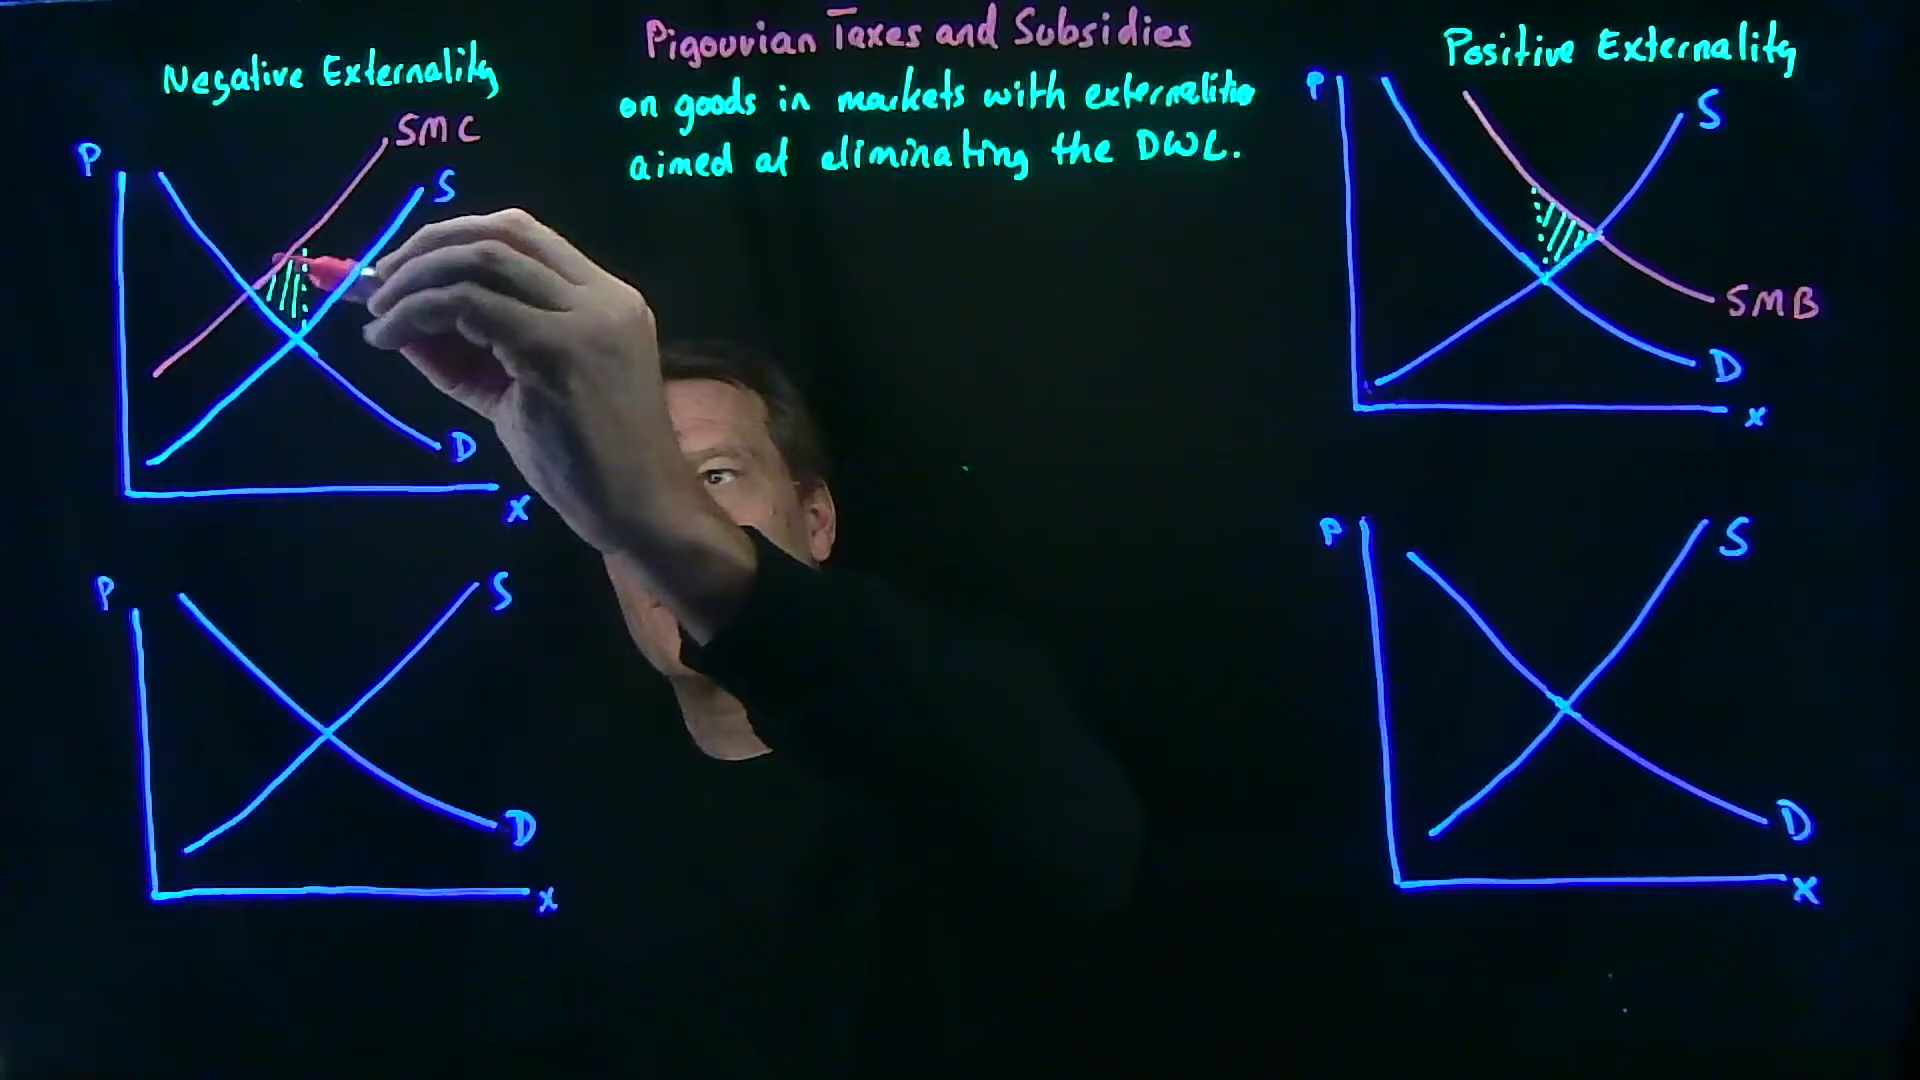 Pigouvian Taxes and Subsidies
on goods in markets with externalities
aimed at eliminating the DWL.
Negative Externality
P
SMC
S
D
x
P
S
D
x
Positive Externality
P
S
SMB
D
x
P
S
D
x